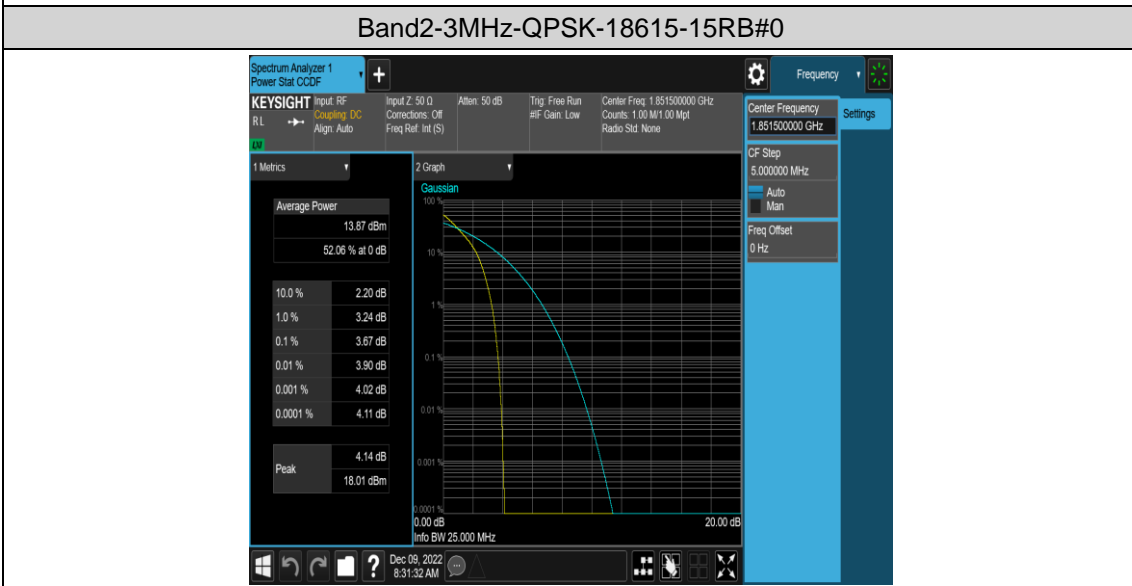 Band2-3MHz-QPSK-18615-15RB#0
Spectrum Analyzer 1
Power Stat CCDF
+
Frequency
KEYSIGHT
RL
LXI
Input: RF
Coupling: DC
Align: Auto
Input Z: 50 Ω
Corrections: Off
Freq Ref: Int (S)
Atten: 50 dB
Trig: Free Run
#IF Gain: Low
Center Freq: 1.851500000 GHz
Counts: 1.00 M/1.00 Mpt
Radio Std: None
Center Frequency
1.851500000 GHz
Settings
CF Step
5.000000 MHz
Auto
Man
Freq Offset
0 Hz
1 Metrics
Average Power
13.87 dBm
52.06 % at 0 dB
10.0 % 2.20 dB
1.0 % 3.24 dB
0.1 % 3.67 dB
0.01 % 3.90 dB
0.001 % 4.02 dB
0.0001 % 4.11 dB
Peak
4.14 dB
18.01 dBm
2 Graph
Gaussian
100 %
10 %
1 %
0.1 %
0.01 %
0.001 %
0.0001 %
0.00 dB 20.00 dB
Info BW 25.000 MHz
?
Dec 09, 2022
8:31:32 AM